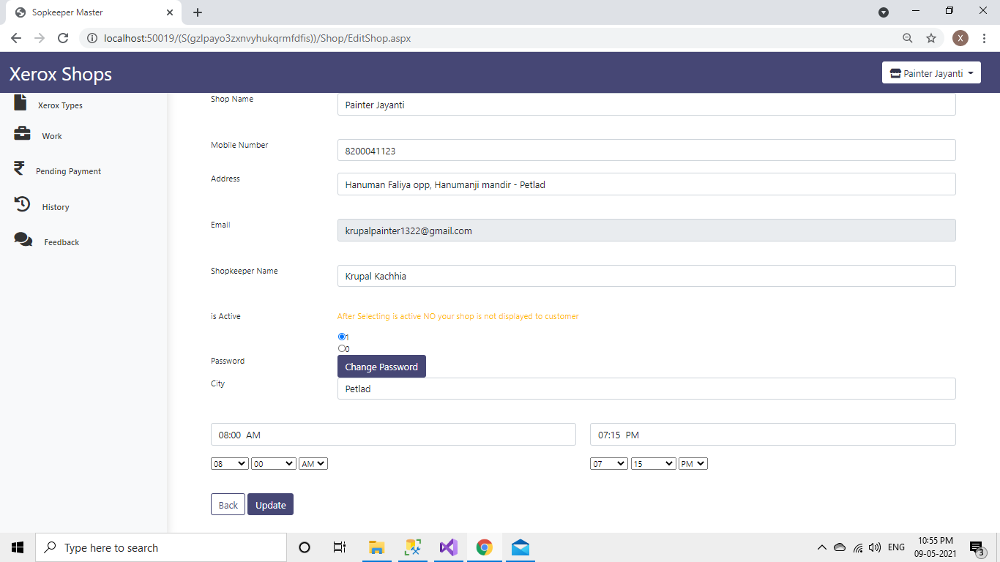 Sopkeeper Master
localhost:50019/(S(gzlpayo3zxnvyhukqrmfdfis))/Shop/EditShop.aspx
X
Xerox Shops
Painter Jayanti
Xerox Types
Work
Pending Payment
History
Feedback
Shop Name
Painter Jayanti
Mobile Number
8200041123
Address
Hanuman Faliya opp, Hanumanji mandir - Petlad
Email
krupalpainter1322@gmail.com
Shopkeeper Name
Krupal Kachhia
is Active
After Selecting is active NO your shop is not displayed to customer
1
0
Password
Change Password
City
Petlad
08:00 AM
07:15 PM
08 00 AM
07 15 PM
Back Update
Type here to search
ENG
10:55 PM
09-05-2021
3